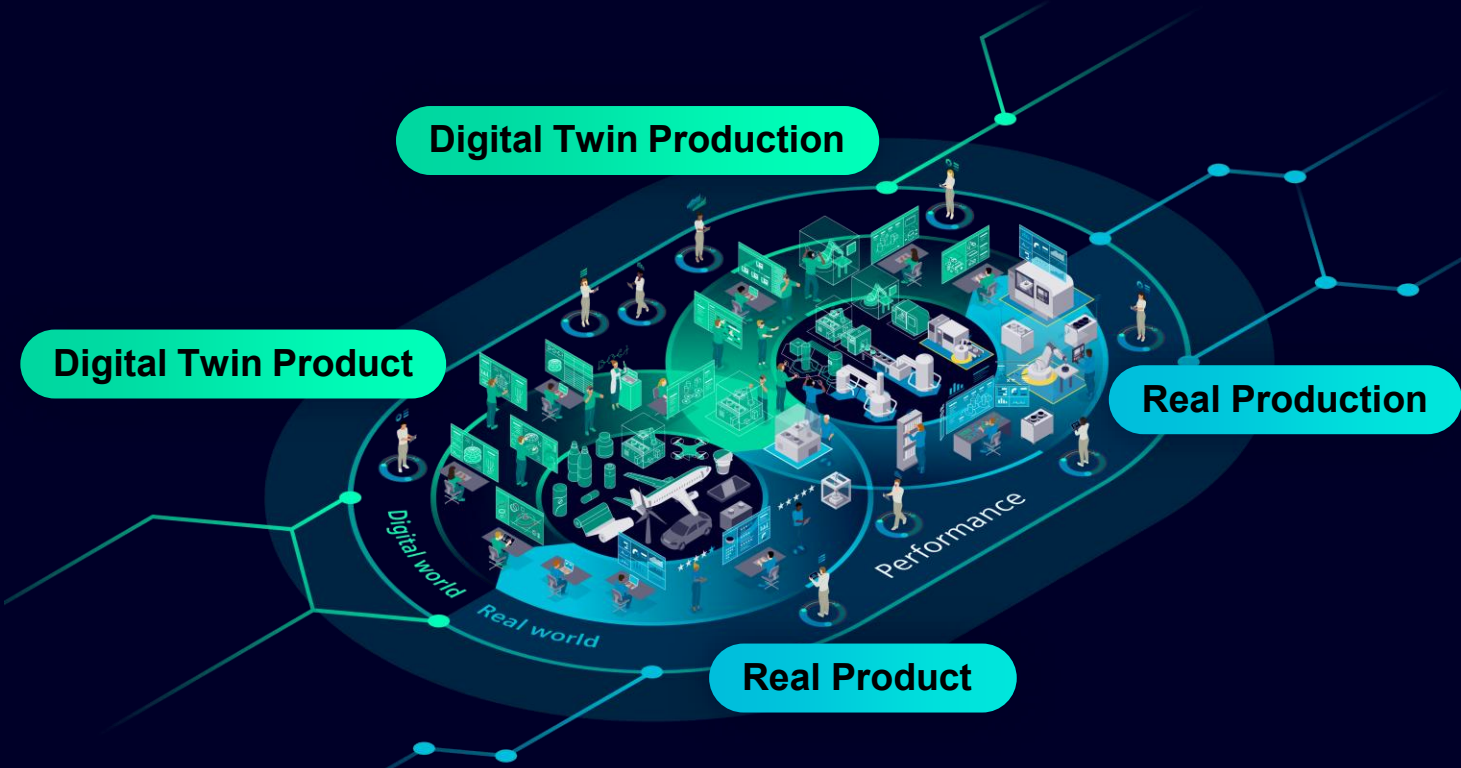 Digital Twin Production
Digital Twin Product
Real Production
Digital world
Real world
Performance
Real Product